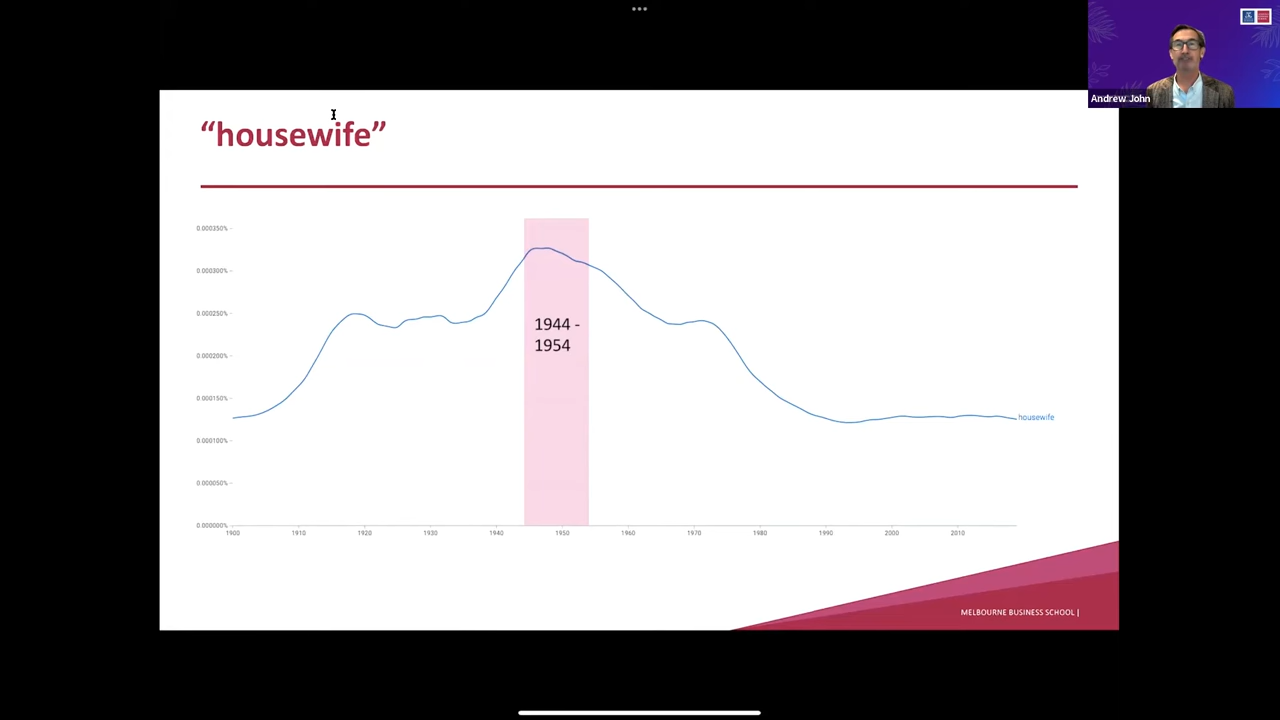 Andrew John
“housewife”
0.000350%
0.000300%
0.000250%
0.000200%
0.000150%
0.000100%
0.000050%
0.000000%
1944 -
1954
housewife
1900 1910 1920 1930 1940 1950 1960 1970 1980 1990 2000 2010
MELBOURNE BUSINESS SCHOOL |